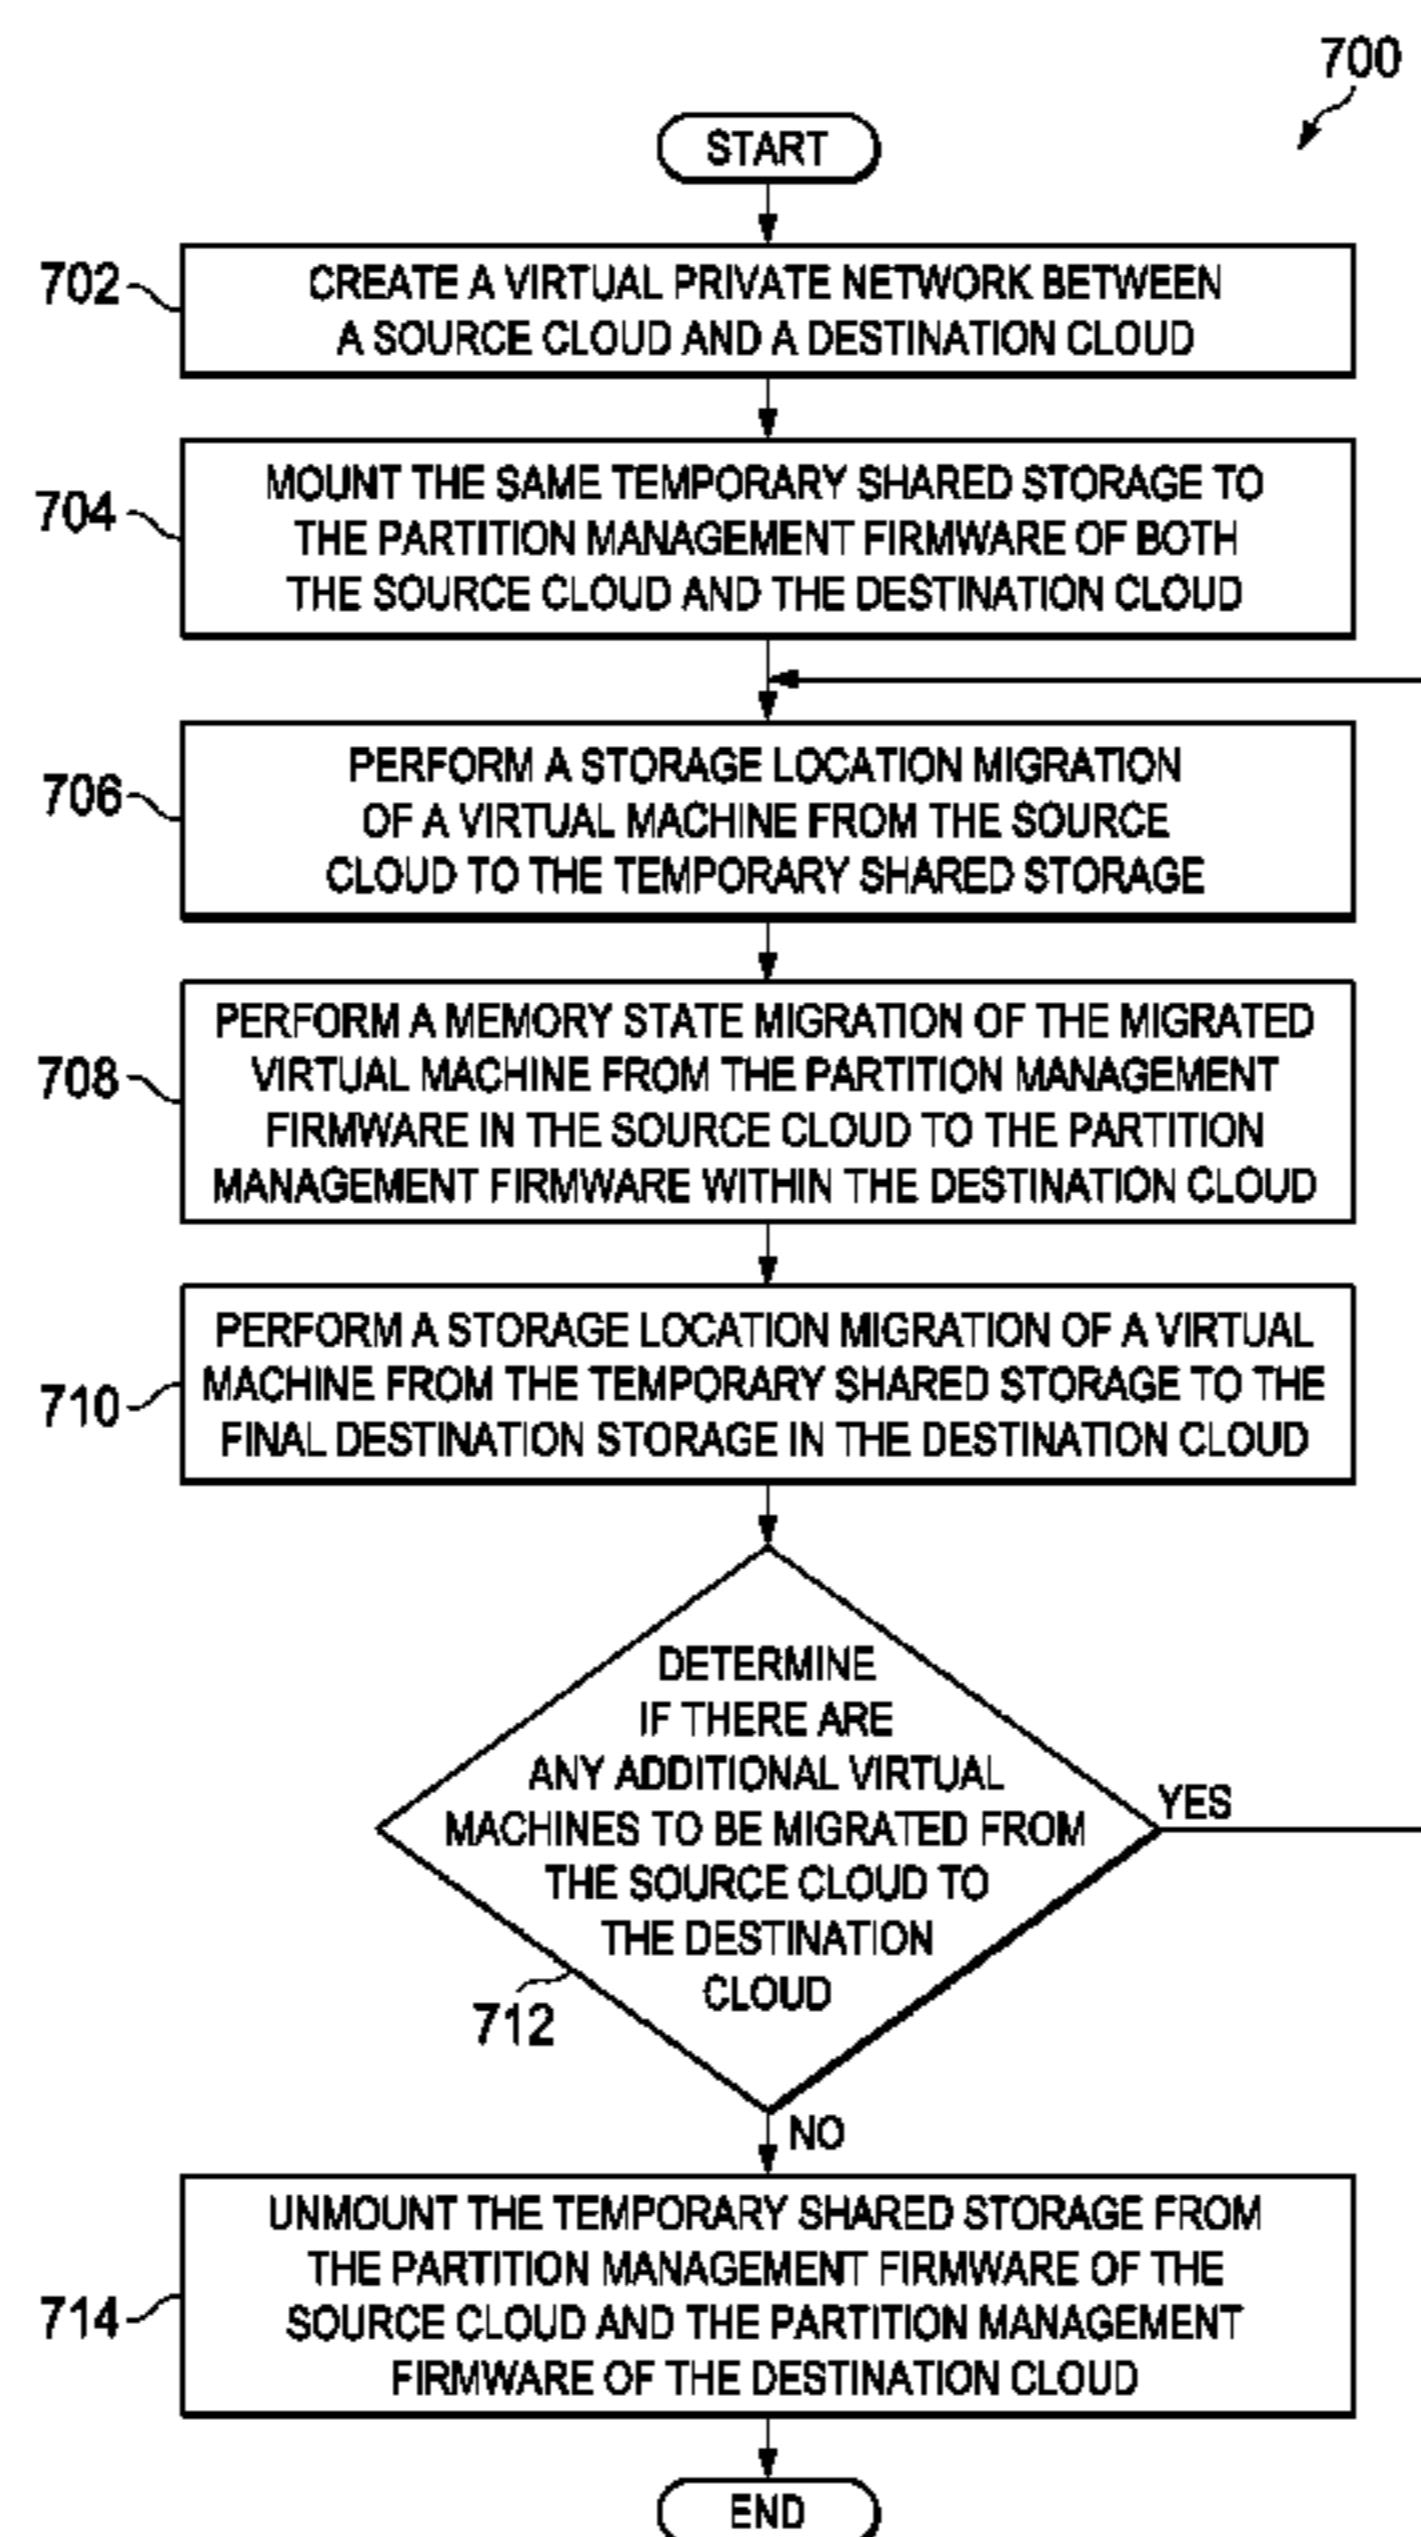 700
START
702
CREATE A VIRTUAL PRIVATE NETWORK BETWEEN
A SOURCE CLOUD AND A DESTINATION CLOUD
704
MOUNT THE SAME TEMPORARY SHARED STORAGE TO
THE PARTITION MANAGEMENT FIRMWARE OF BOTH
THE SOURCE CLOUD AND THE DESTINATION CLOUD
706
PERFORM A STORAGE LOCATION MIGRATION
OF A VIRTUAL MACHINE FROM THE SOURCE
CLOUD TO THE TEMPORARY SHARED STORAGE
708
PERFORM A MEMORY STATE MIGRATION OF THE MIGRATED
VIRTUAL MACHINE FROM THE PARTITION MANAGEMENT
FIRMWARE IN THE SOURCE CLOUD TO THE PARTITION
MANAGEMENT FIRMWARE WITHIN THE DESTINATION CLOUD
710
PERFORM A STORAGE LOCATION MIGRATION OF A VIRTUAL
MACHINE FROM THE TEMPORARY SHARED STORAGE TO THE
FINAL DESTINATION STORAGE IN THE DESTINATION CLOUD
DETERMINE
IF THERE ARE
ANY ADDITIONAL VIRTUAL
MACHINES TO BE MIGRATED FROM
THE SOURCE CLOUD TO
THE DESTINATION
CLOUD
YES
712
NO
714
UNMOUNT THE TEMPORARY SHARED STORAGE FROM
THE PARTITION MANAGEMENT FIRMWARE OF THE
SOURCE CLOUD AND THE PARTITION MANAGEMENT
FIRMWARE OF THE DESTINATION CLOUD
END